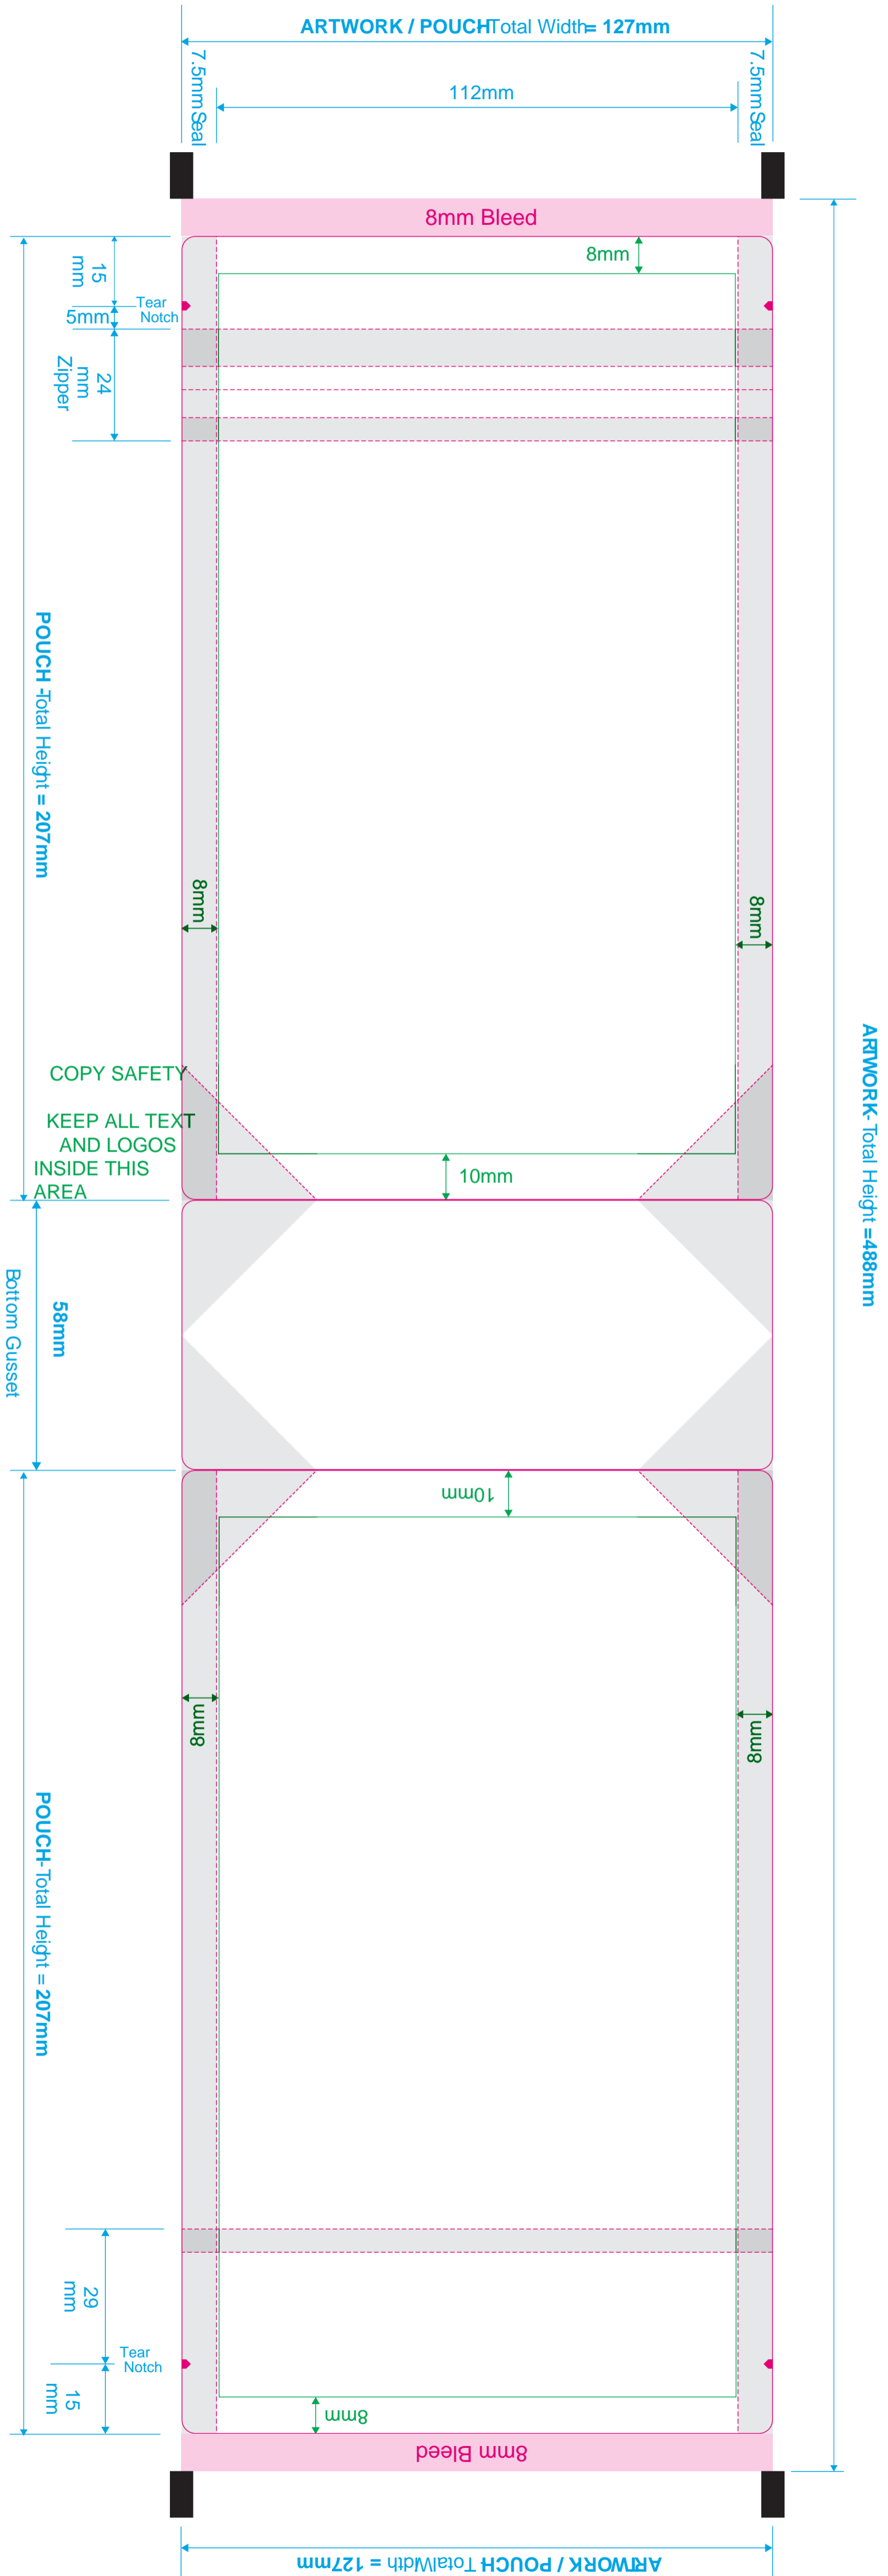 ARTWORK / POUCH Total Width = 127mm
7.5mm Seal
112mm
7.5mm Seal
8mm Bleed
8mm
15
mm
Tear
Notch
5mm
24
mm
Zipper
POUCH - Total Height = 207mm
8mm
8mm
ARTWORK - Total Height = 488mm
COPY SAFETY
KEEP ALL TEXT
AND LOGOS
INSIDE THIS
AREA
10mm
58mm
Bottom Gusset
10mm
8mm
8mm
POUCH - Total Height = 207mm
29
mm
Tear
Notch
15
mm
8mm
8mm Bleed
ARTWORK / POUCH - Total Width = 127mm